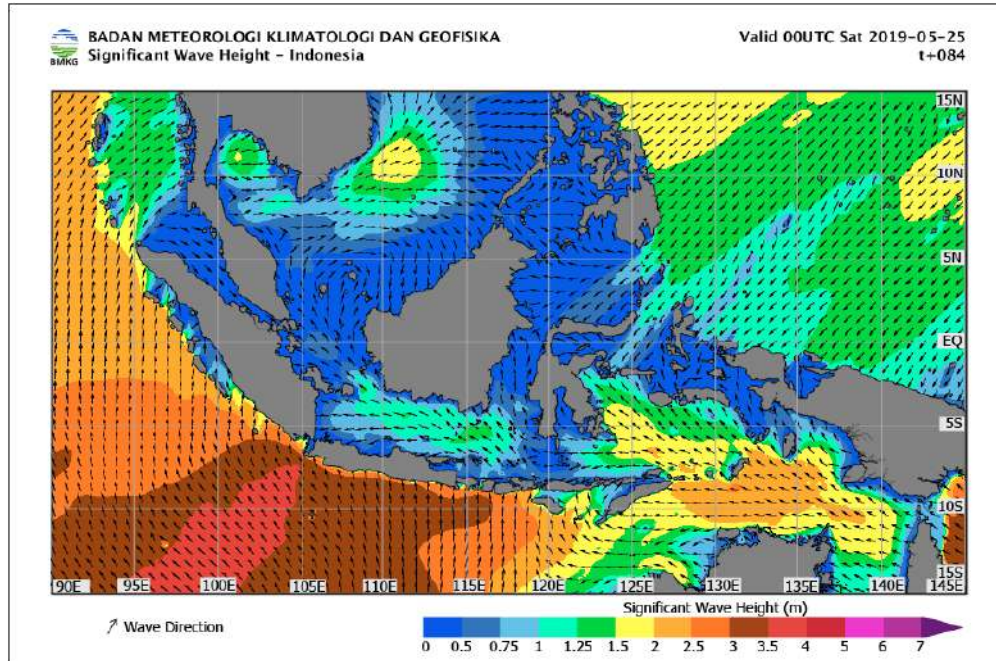 BADAN METEOROLOGI KLIMATOLOGI DAN GEOFISIKA
Significant Wave Height - Indonesia
BMKG
Valid 00UTC Sat 2019-05-25
t+084
15N
10N
5N
EQ
5S
10S
15S
90E 95E 100E 105E 110E 115E 120E 125E 130E 135E 140E 145E
Wave Direction
Significant Wave Height (m)
0 0.5 0.75 1 1.25 1.5 2 2.5 3 3.5 4 5 6 7